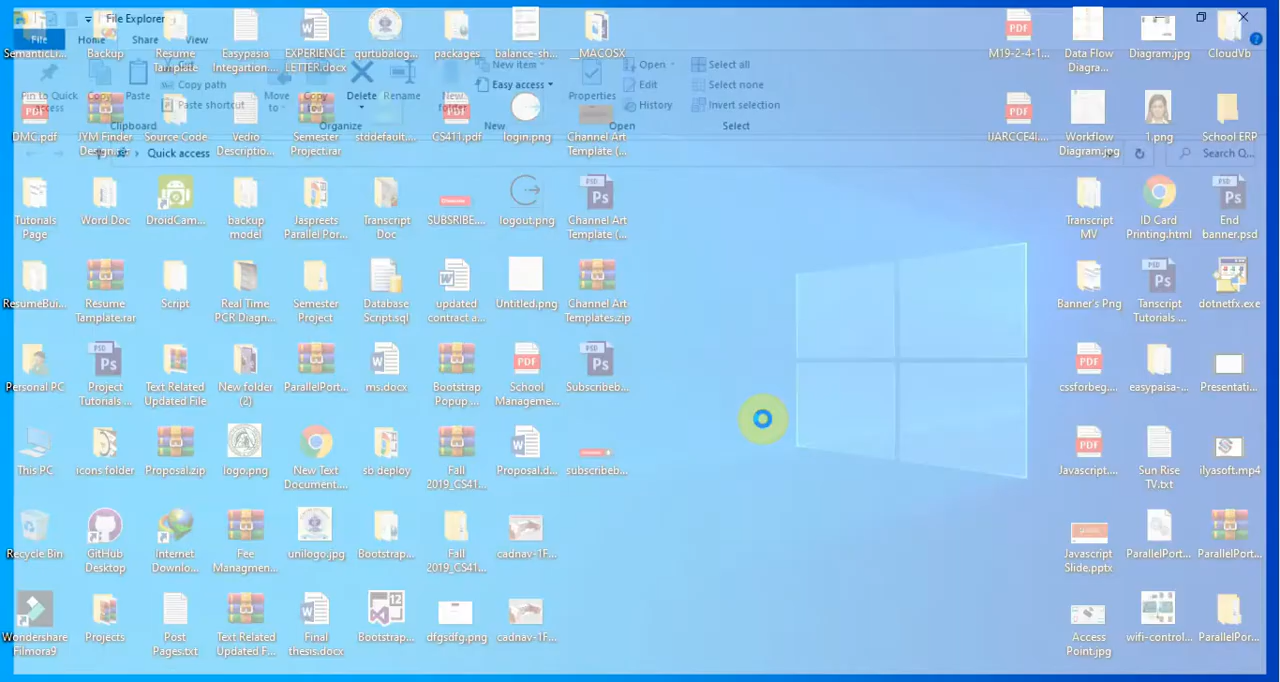 File Explorer
File
Home
Share
View
Pin to Quick access
Copy
Paste
Copy path
Paste shortcut
Clipboard
Move to
Copy to
Delete
Rename
Organize
New folder
New item
Easy access
New
Properties
Open
Edit
History
Open
Select all
Select none
Invert selection
Select
Quick access
Search Q...
SemanticLi...
Backup
Resume Template
Easypasia Integartion...
EXPERIENCE LETTER.docx
qurtubalog...
packages
balance-sh...
__MACOSX
M19-2-4-1...
Data Flow Diagra...
Diagram.jpg
CloudVb
DMC.pdf
JYM Finder Desig...
Source Code
Vedio Descriptio...
Semester Project.rar
stddefault....
CS411.pdf
login.png
Channel Art Template (...
IJARCCE4I....
Workflow Diagram.jpg
1.png
School ERP
Tutorials Page
Word Doc
DroidCam...
backup model
Jaspreets Parallel Por...
Transcript Doc
SUBSRIBE....
logout.png
Channel Art Template (...
Transcript MV
ID Card Printing.html
End banner.psd
ResumeBui...
Resume Tamplate.rar
Script
Real Time PCR Diagn...
Semester Project
Database Script.sql
updated contract a...
Untitled.png
Channel Art Templates.zip
Banner's Png
Tanscript Tutorials ...
dotnetfx.exe
Personal PC
Project Tutorials ...
Text Related Updated File
New folder (2)
ParallelPort...
ms.docx
Bootstrap Popup ...
School Manageme...
Subscribeb...
cssforbeg...
easypaisa-...
Presentati...
This PC
icons folder
Proposal.zip
logo.png
New Text Document....
sb deploy
Fall 2019_CS41...
Proposal.d...
subscribeb...
Javascript....
Sun Rise TV.txt
ilyasoft.mp4
Recycle Bin
GitHub Desktop
Internet Downlo...
Fee Managmen...
unilogo.jpg
Bootstrap...
Fall 2019_CS41...
cadnav-1F...
Javascript Slide.pptx
ParallelPort...
ParallelPort...
Wondershare Filmora9
Projects
Post Pages.txt
Text Related Updated F...
Final thesis.docx
Bootstrap...
dfgsdfg.png
cadnav-1F...
Access Point.jpg
wifi-control...
ParallelPor...